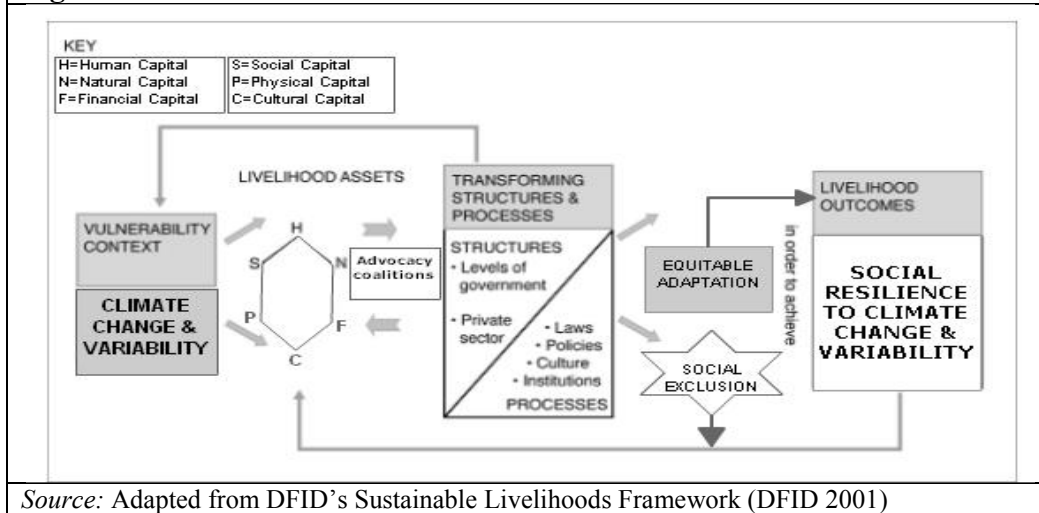 KEY
H=Human Capital
N=Natural Capital
F=Financial Capital
S=Social Capital
P=Physical Capital
C=Cultural Capital
LIVELIHOOD ASSETS
VULNERABILITY
CONTEXT
CLIMATE
CHANGE &
VARIABILITY
H
S
N
P
F
C
Advocacy
coalitions
TRANSFORMING
STRUCTURES &
PROCESSES
STRUCTURES
• Levels of
government
• Private
sector
• Laws
• Policies
• Culture
• Institutions
PROCESSES
EQUITABLE
ADAPTATION
SOCIAL
EXCLUSION
in order to achieve
LIVELIHOOD
OUTCOMES
SOCIAL
RESILIENCE
TO CLIMATE
CHANGE &
VARIABILITY
Source: Adapted from DFID's Sustainable Livelihoods Framework (DFID 2001)